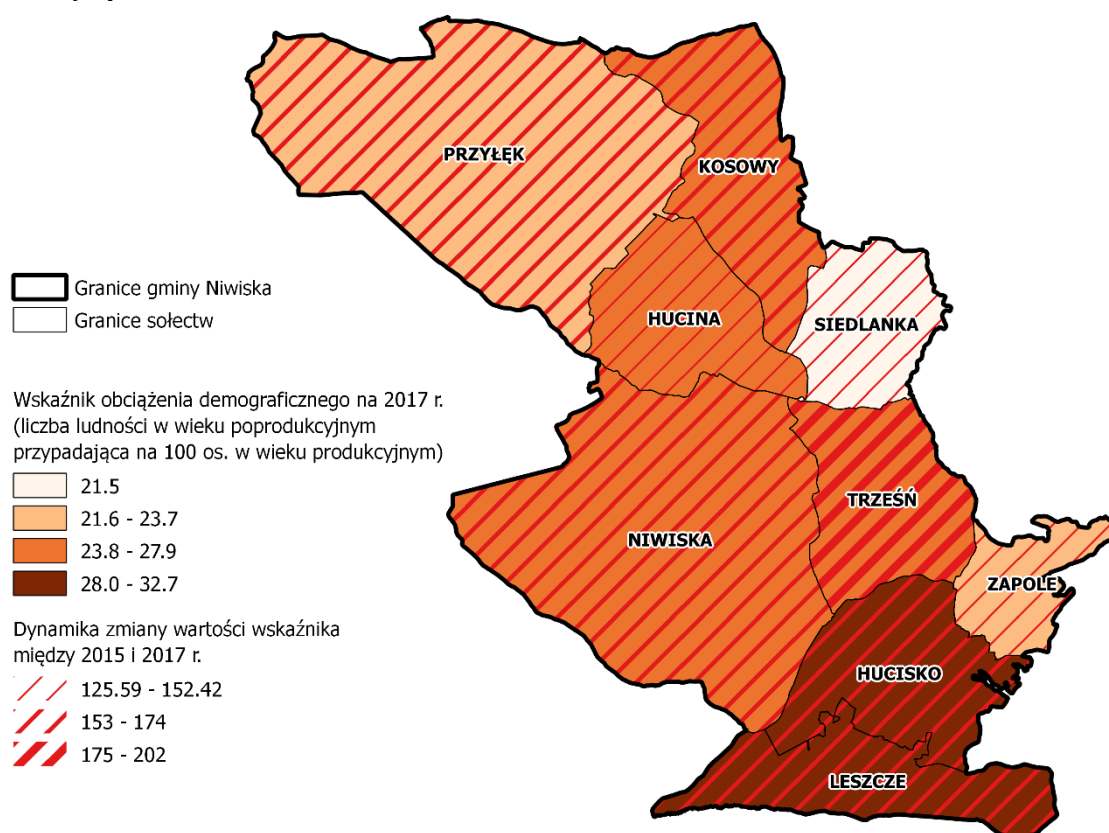 PRZYŁĘK
KOSOWY
HUCINA
SIEDLANKA
NIWISKA
TRZEŚŃ
ZAPOLE
HUCISKO
LESZCZE
Granice gminy Niwiska
Granice sołectw
Wskaźnik obciążenia demograficznego na 2017 r.
(liczba ludności w wieku poprodukcyjnym
przypadająca na 100 os. w wieku produkcyjnym)
21.5
21.6 - 23.7
23.8 - 27.9
28.0 - 32.7
Dynamika zmiany wartości wskaźnika
między 2015 i 2017 r.
125.59 - 152.42
153 - 174
175 - 202